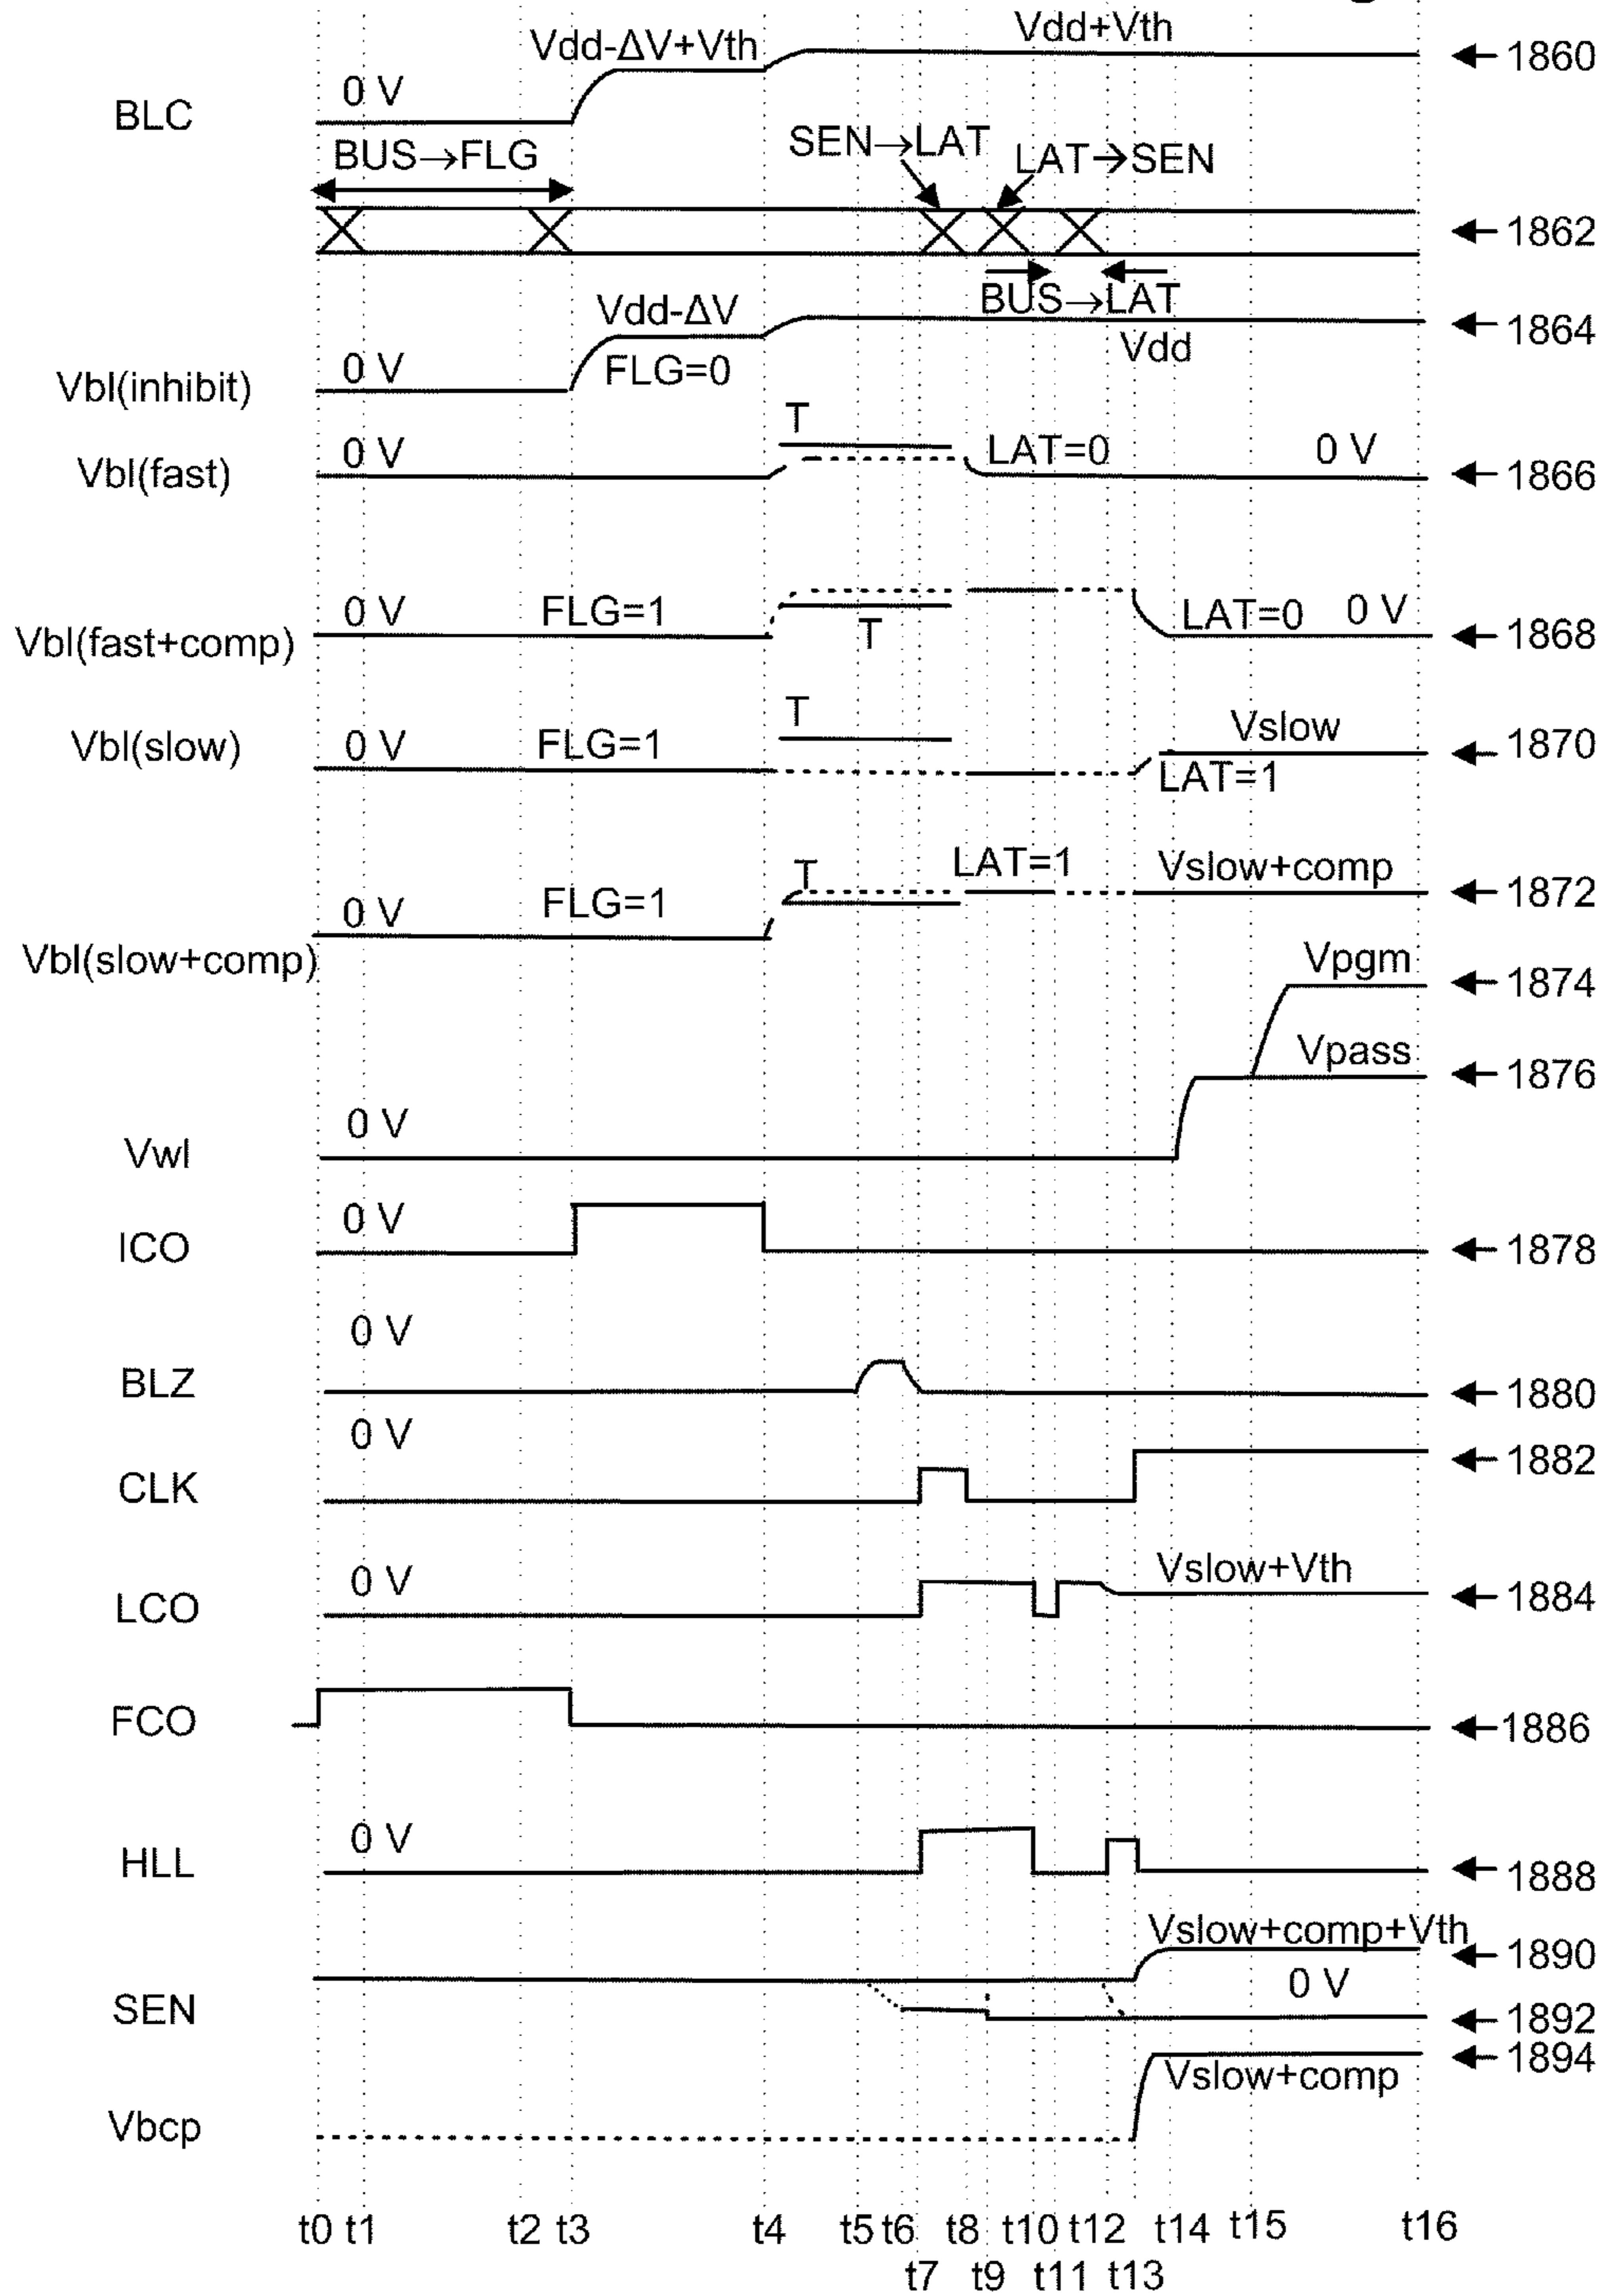 Vdd+Vth
Vdd-ΔV+Vth
1860
0 V
BLC
SEN→LAT
BUS→FLG
LAT→SEN
1862
BUS→LAT
Vdd-ΔV
1864
Vdd
0 V
FLG=0
Vbl(inhibit)
T
0 V
LAT=0
0 V
Vbl(fast)
1866
0 V
FLG=1
LAT=0
0 V
T
1868
Vbl(fast+comp)
T
Vslow
Vbl(slow)
0 V
FLG=1
1870
LAT=1
LAT=1
T
Vslow+comp
1872
0 V
FLG=1
Vbl(slow+comp)
Vpgm
1874
Vpass
1876
0 V
Vwl
0 V
ICO
1878
0 V
BLZ
1880
0 V
1882
CLK
0 V
Vslow+Vth
LCO
1884
FCO
1886
0 V
HLL
1888
Vslow+comp+Vth
1890
0 V
SEN
1892
1894
Vslow+comp
Vbcp
t0 t1 t2 t3 t4 t5 t6 t8 t10 t12 t14 t15 t16
t7 t9 t11 t13